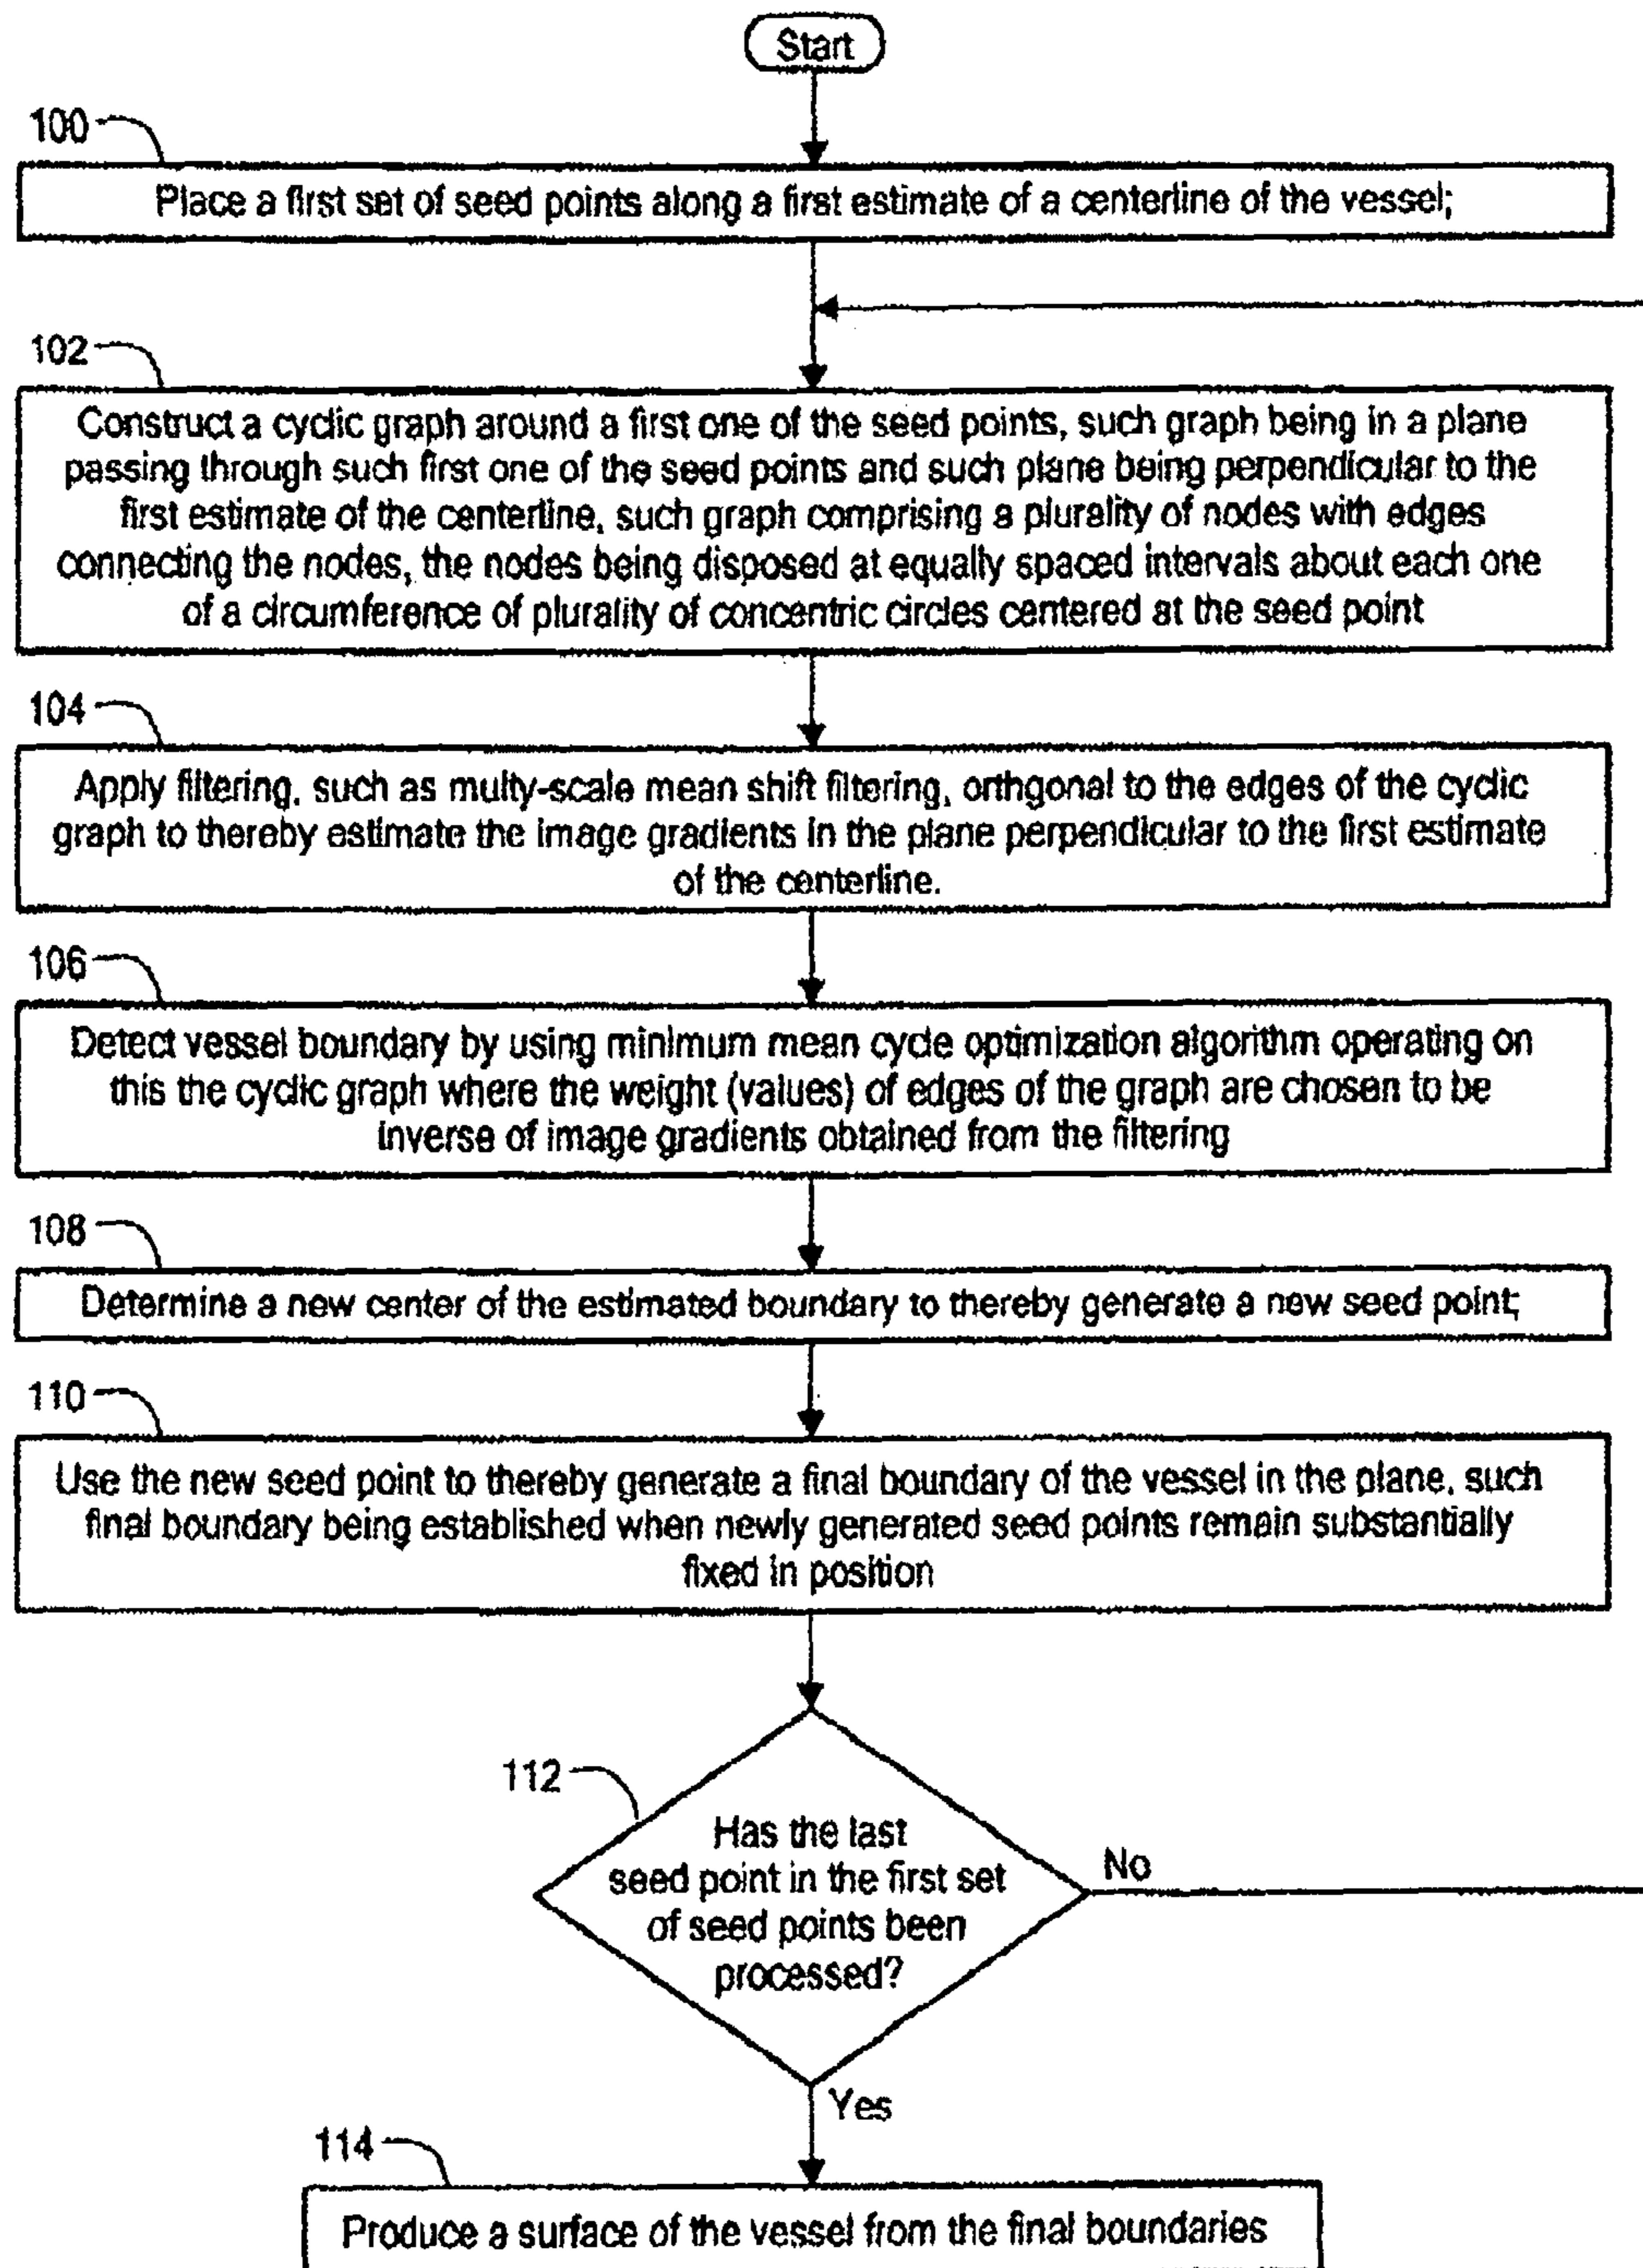 Start
100
Place a first set of seed points along a first estimate of a centerline of the vessel;
102
Construct a cyclic graph around a first one of the seed points, such graph being in a plane
passing through such first one of the seed points and such plane being perpendicular to the
first estimate of the centerline, such graph comprising a plurality of nodes with edges
connecting the nodes, the nodes being disposed at equally spaced intervals about each one
of a circumference of plurality of concentric circles centered at the seed point
104
Apply filtering, such as multy-scale mean shift filtering, orthgonal to the edges of the cyclic
graph to thereby estimate the image gradients in the plane perpendicular to the first estimate
of the centerline.
106
Detect vessel boundary by using minimum mean cycle optimization algorithm operating on
this the cyclic graph where the weight (values) of edges of the graph are chosen to be
inverse of image gradients obtained from the filtering
108
Determine a new center of the estimated boundary to thereby generate a new seed point;
110
Use the new seed point to thereby generate a final boundary of the vessel in the plane, such
final boundary being established when newly generated seed points remain substantially
fixed in position
112
Has the last
seed point in the first set
of seed points been
processed?
No
Yes
114
Produce a surface of the vessel from the final boundaries